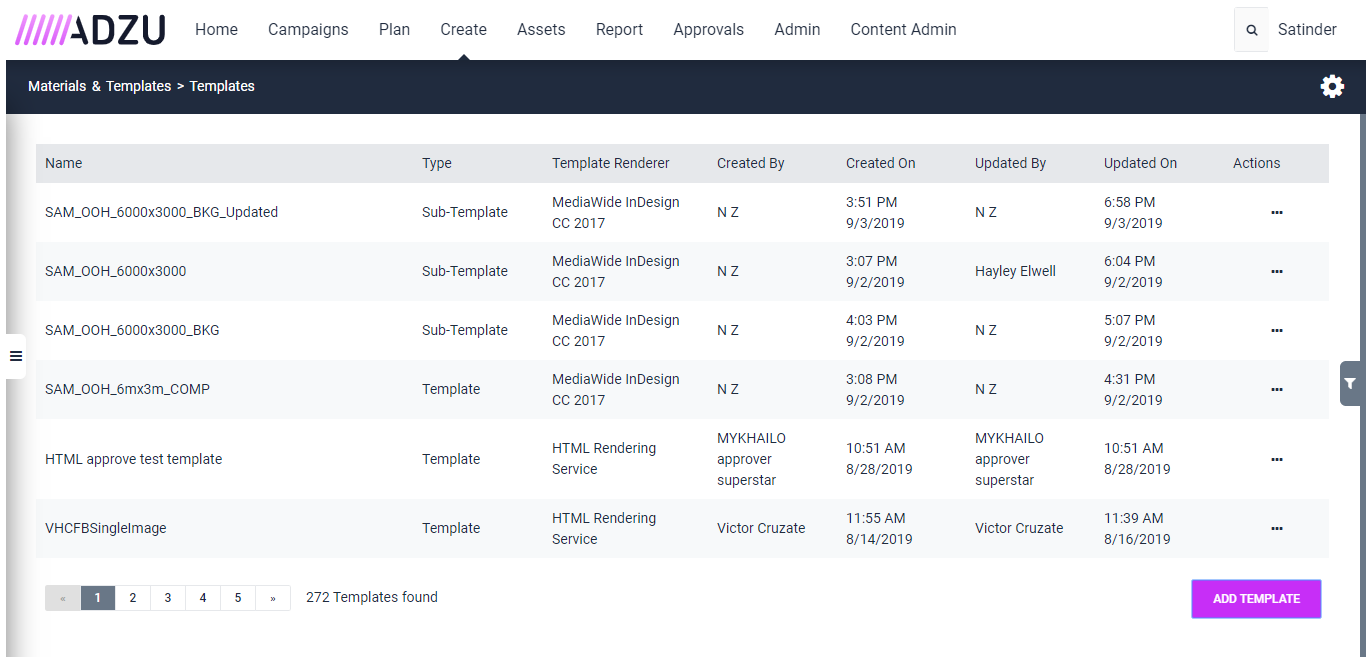 ADZU Home Campaigns Plan Create Assets Report Approvals Admin Content Admin Satinder
Materials & Templates > Templates
Name Type Template Renderer Created By Created On Updated By Updated On Actions
SAM_OOH_6000x3000_BKG_Updated Sub-Template MediaWide InDesign N Z 3:51 PM N Z 6:58 PM
CC 2017 9/3/2019 9/3/2019
SAM_OOH_6000x3000 Sub-Template MediaWide InDesign N Z 3:07 PM Hayley Elwell 6:04 PM
CC 2017 9/2/2019 9/2/2019
SAM_OOH_6000x3000_BKG Sub-Template MediaWide InDesign N Z 4:03 PM N Z 5:07 PM
CC 2017 9/2/2019 9/2/2019
SAM_OOH_6mx3m_COMP Template MediaWide InDesign N Z 3:08 PM N Z 4:31 PM
CC 2017 9/2/2019 9/2/2019
HTML approve test template Template HTML Rendering MYKHAILO 10:51 AM MYKHAILO 10:51 AM
Service approver 8/28/2019 approver 8/28/2019
superstar superstar
VHCFBSingleImage Template HTML Rendering Victor Cruzate 11:55 AM Victor Cruzate 11:39 AM
Service 8/14/2019 8/16/2019
« 1 2 3 4 5 » 272 Templates found ADD TEMPLATE